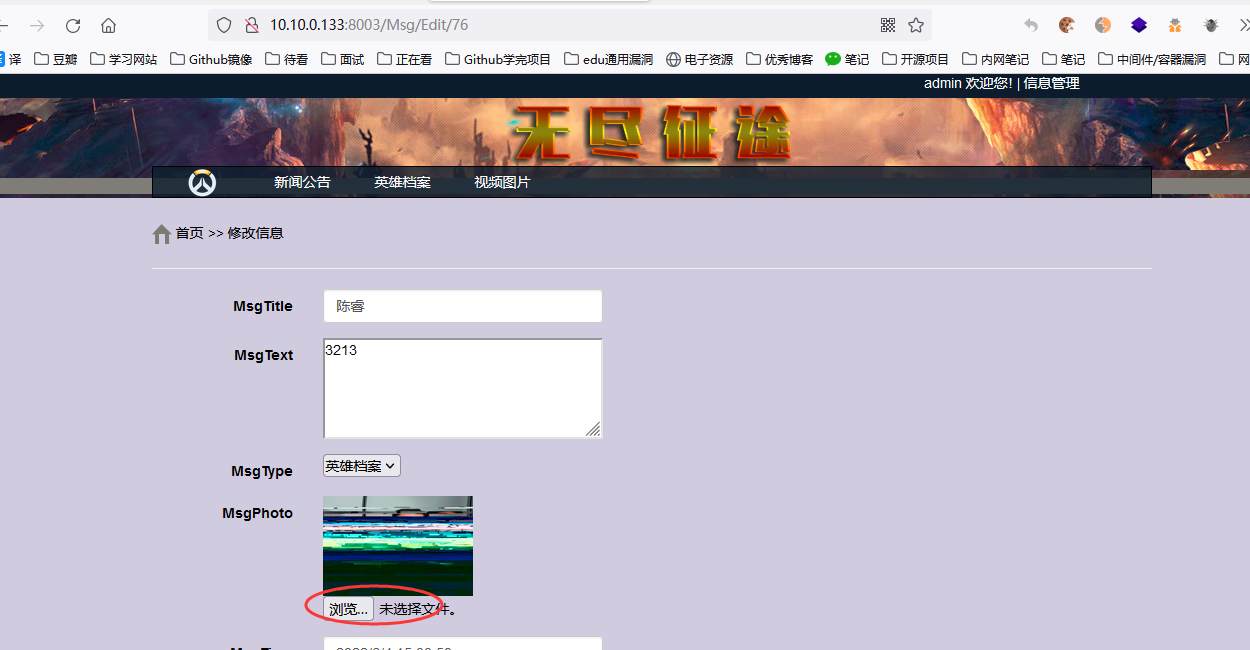 10.10.0.133:8003/Msg/Edit/76
译 豆瓣 学习网站 Github镜像 待看 面试 正在看 Github学完项目 edu通用漏洞 电子资源 优秀博客 笔记 开源项目 内网笔记 笔记 中间件/容器漏洞 网
admin 欢迎您! | 信息管理
无尽征途
新闻公告 英雄档案 视频图片
首页 >> 修改信息
MsgTitle 陈睿
MsgText 3213
MsgType 英雄档案
MsgPhoto
浏览... 未选择文件。